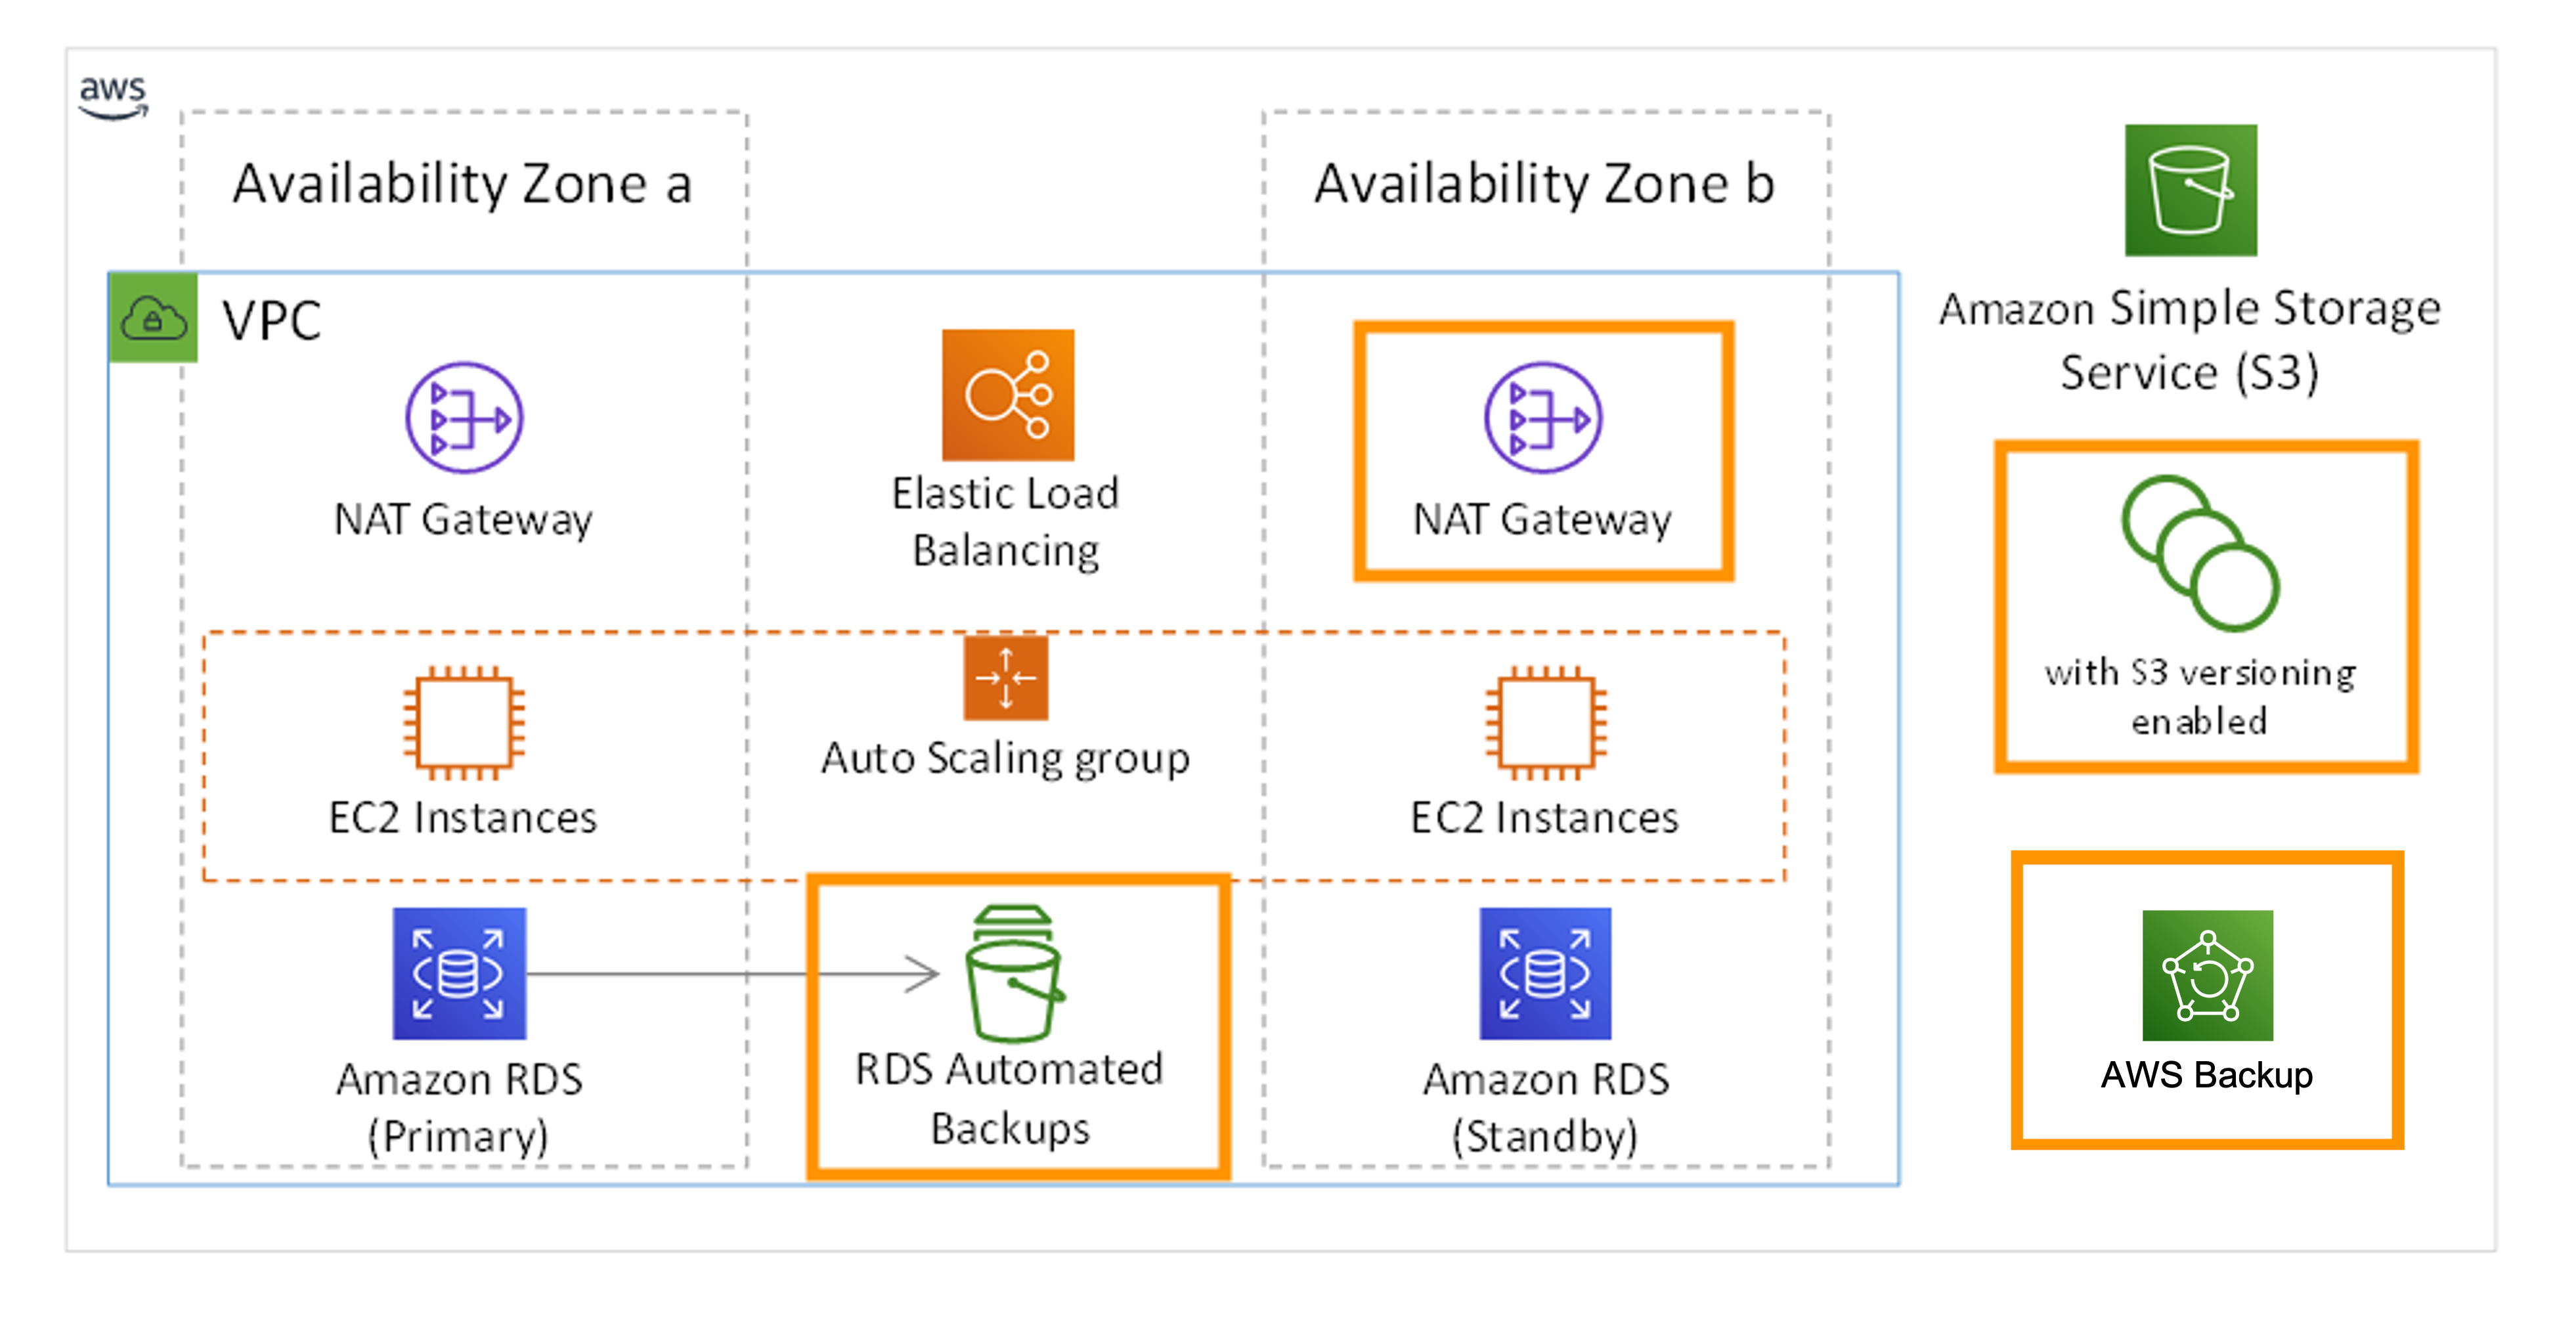 aws
Availability Zone a
Availability Zone b
Amazon Simple Storage
Service (S3)
VPC
NAT Gateway
Elastic Load
Balancing
NAT Gateway
with S3 versioning
enabled
Auto Scaling group
EC2 Instances
EC2 Instances
Amazon RDS
(Primary)
RDS Automated
Backups
Amazon RDS
(Standby)
AWS Backup